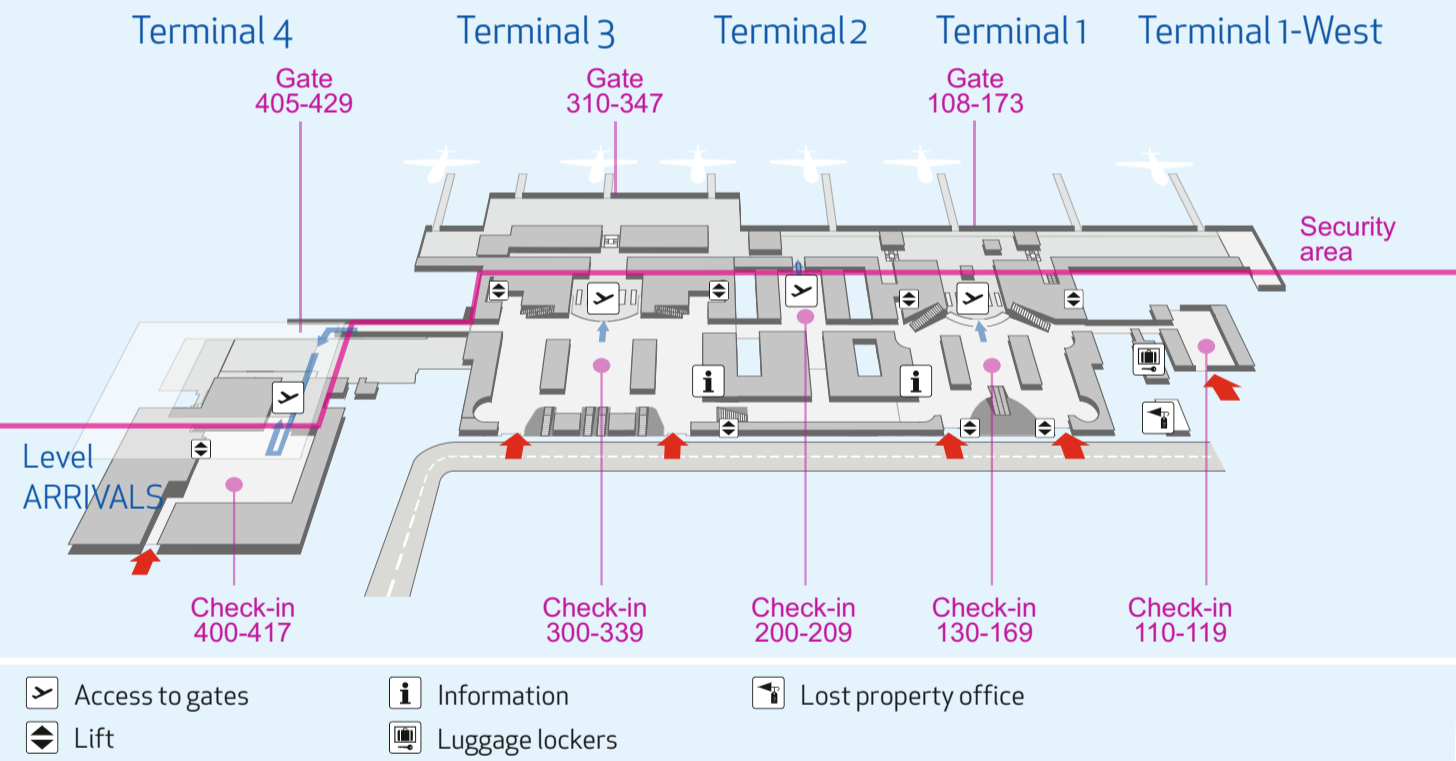 Terminal 4
Terminal 3
Terminal 2
Terminal 1
Terminal 1-West
Gate
405-429
Gate
310-347
Gate
108-173
Security
area
Level
ARRIVALS
Check-in
400-417
Check-in
300-339
Check-in
200-209
Check-in
130-169
Check-in
110-119
Access to gates
i Information
Lost property office
Lift
Luggage lockers